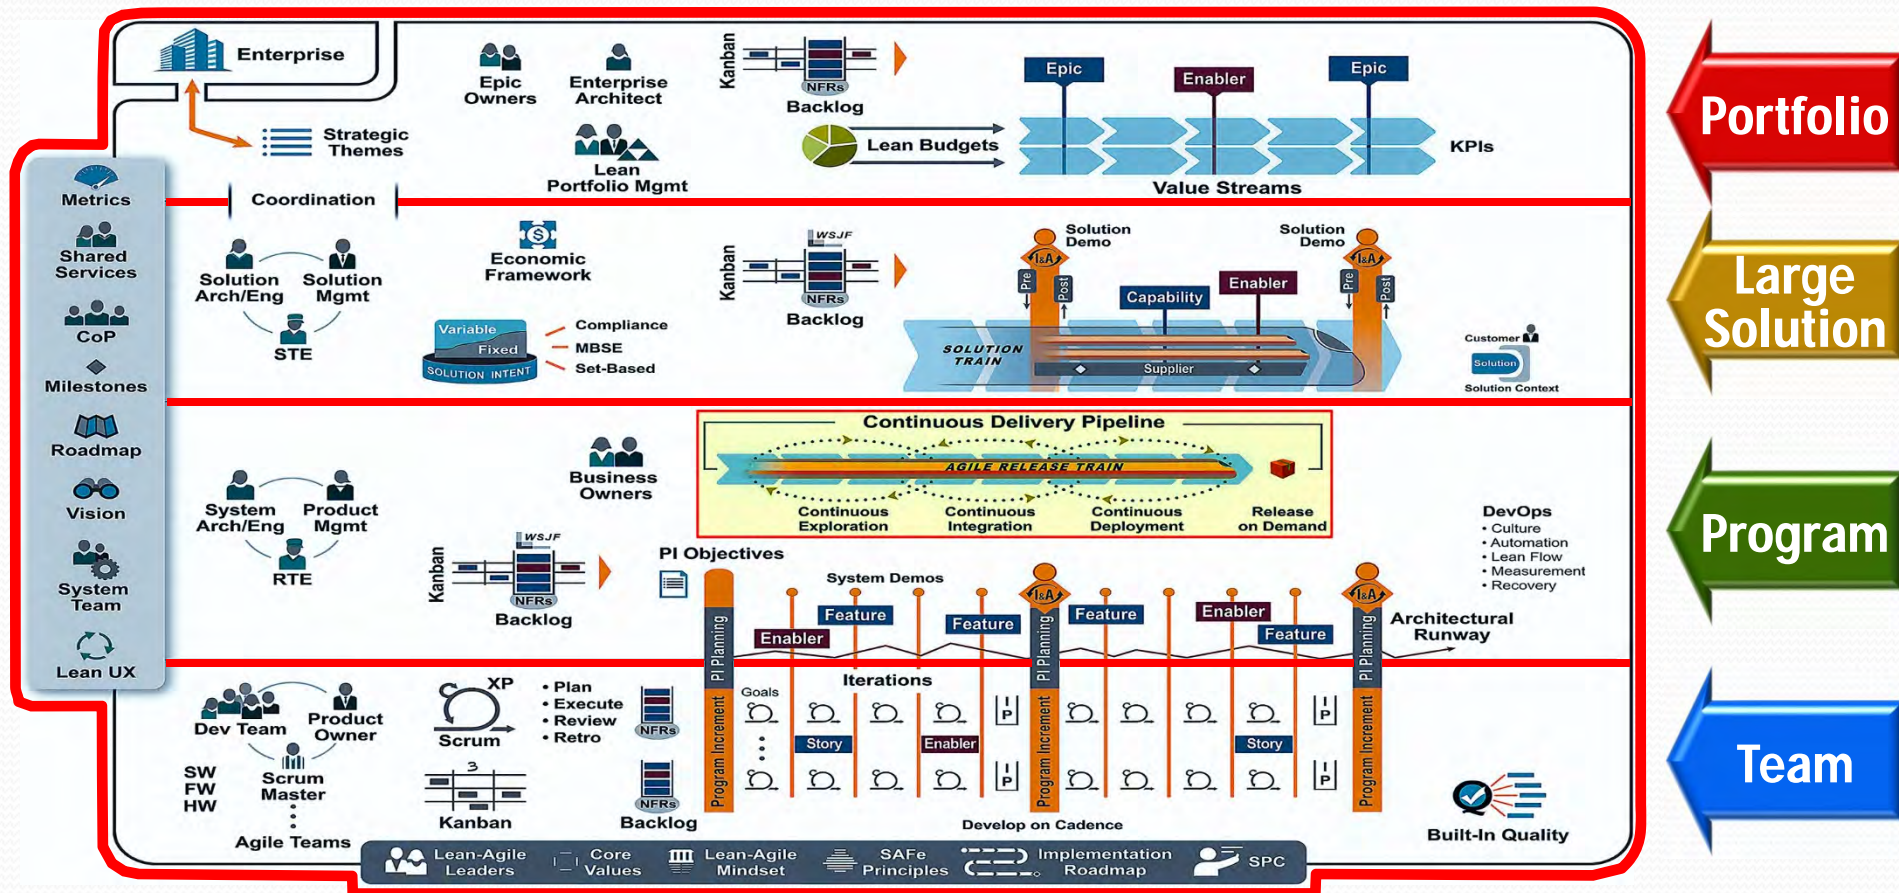 Enterprise
Strategic
Themes
Epic
Owners
Enterprise
Architect
Lean
Portfolio Mgmt
Kanban
NFRs
Backlog
Lean Budgets
Epic
Enabler
Epic
KPIs
Value Streams
Portfolio
Metrics
Shared
Services
CoP
Milestones
Roadmap
Vision
System
Team
Lean UX
Coordination
Solution
Arch/Eng
Solution
Mgmt
STE
Economic
Framework
Variable
Fixed
SOLUTION INTENT
Compliance
MBSE
Set-Based
Kanban
WSJF
NFRs
Backlog
Solution
Demo
I&A
Pre
Post
Capability
Enabler
Solution
Demo
I&A
Pre
Post
SOLUTION
TRAIN
Supplier
Customer
Solution
Solution Context
Large
Solution
System
Arch/Eng
Product
Mgmt
RTE
Business
Owners
Kanban
WSJF
NFRs
Backlog
Continuous Delivery Pipeline
AGILE RELEASE TRAIN
Continuous
Exploration
Continuous
Integration
Continuous
Deployment
Release
on Demand
DevOps
• Culture
• Automation
• Lean Flow
• Measurement
• Recovery
PI Objectives
System Demos
Enabler
Feature
Feature
I&A
Feature
Enabler
Feature
I&A
Architectural
Runway
PI Planning
PI Planning
PI Planning
Program
Dev Team
Product
Owner
Scrum
Master
SW
FW
HW
Agile Teams
XP
Scrum
• Plan
• Execute
• Review
• Retro
3
Kanban
NFRs
NFRs
Backlog
Program Increment
Goals
Iterations
Story
Enabler
I
P
I
P
Program Increment
Story
I
P
I
P
Program Increment
Develop on Cadence
Built-In Quality
Team
Lean-Agile
Leaders
Core
Values
Lean-Agile
Mindset
SAFe
Principles
Implementation
Roadmap
SPC